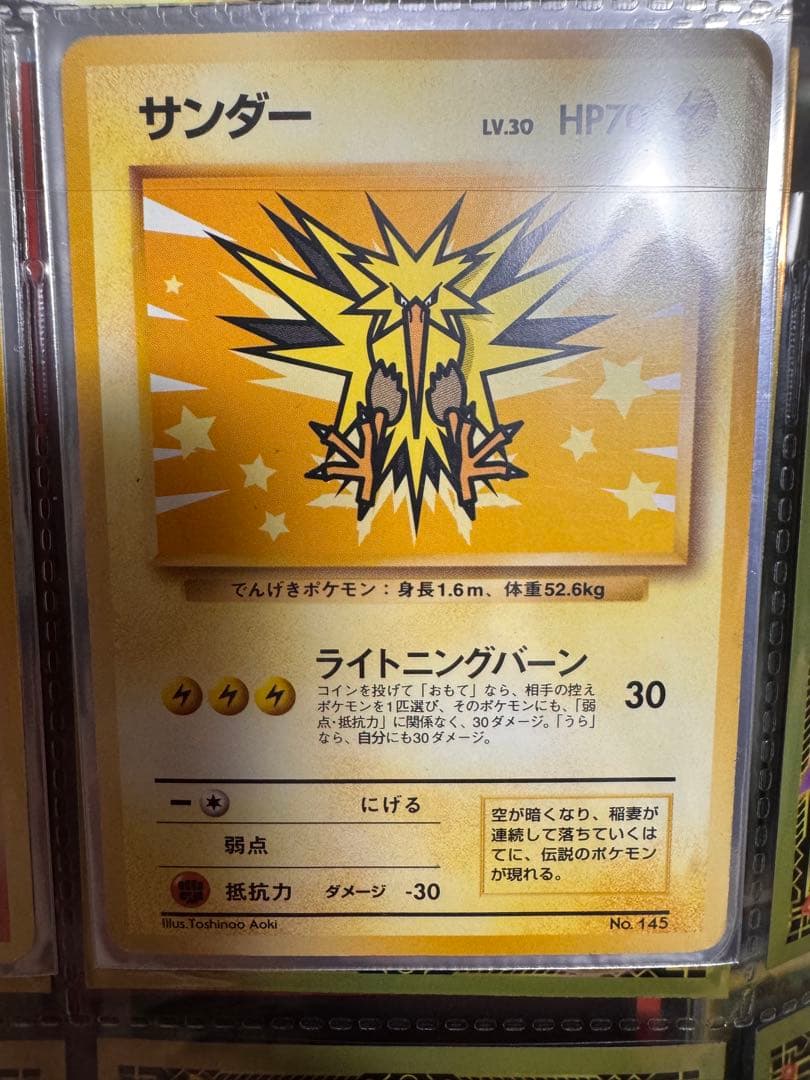 サンダー
LV.30 HP70
でんげきポケモン：身長1.6m、体重52.6kg
ライトニングバーン
コインを投げて「おもて」なら、相手の控え
ポケモンを1匹選び、そのポケモンにも、「弱
点・抵抗力」に関係なく、30ダメージ。「うら」
なら、自分にも30ダメージ。
30
にげる
弱点
抵抗力 ダメージ -30
空が暗くなり、稲妻が
連続して落ちていくは
てに、伝説のポケモン
が現れる。
Illus.Toshinao Aoki
No. 145